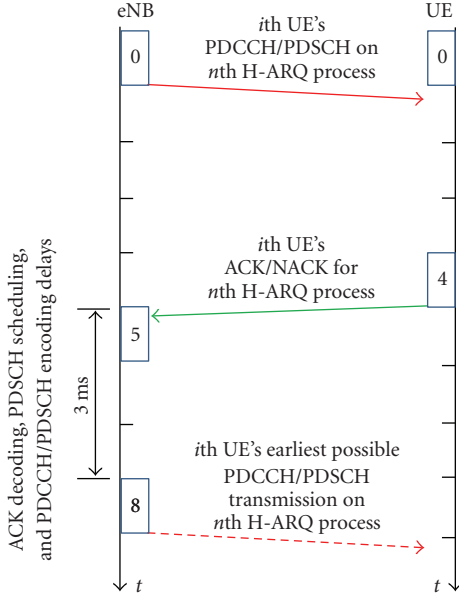 eNB
UE
ith UE's
PDCCH/PDSCH on
nth H-ARQ process
0
0
ith UE's
ACK/NACK for
nth H-ARQ process
4
5
3 ms
ACK decoding, PDSCH scheduling,
and PDCCH/PDSCH encoding delays
ith UE's earliest possible
PDCCH/PDSCH
transmission on
nth H-ARQ process
8
t
t